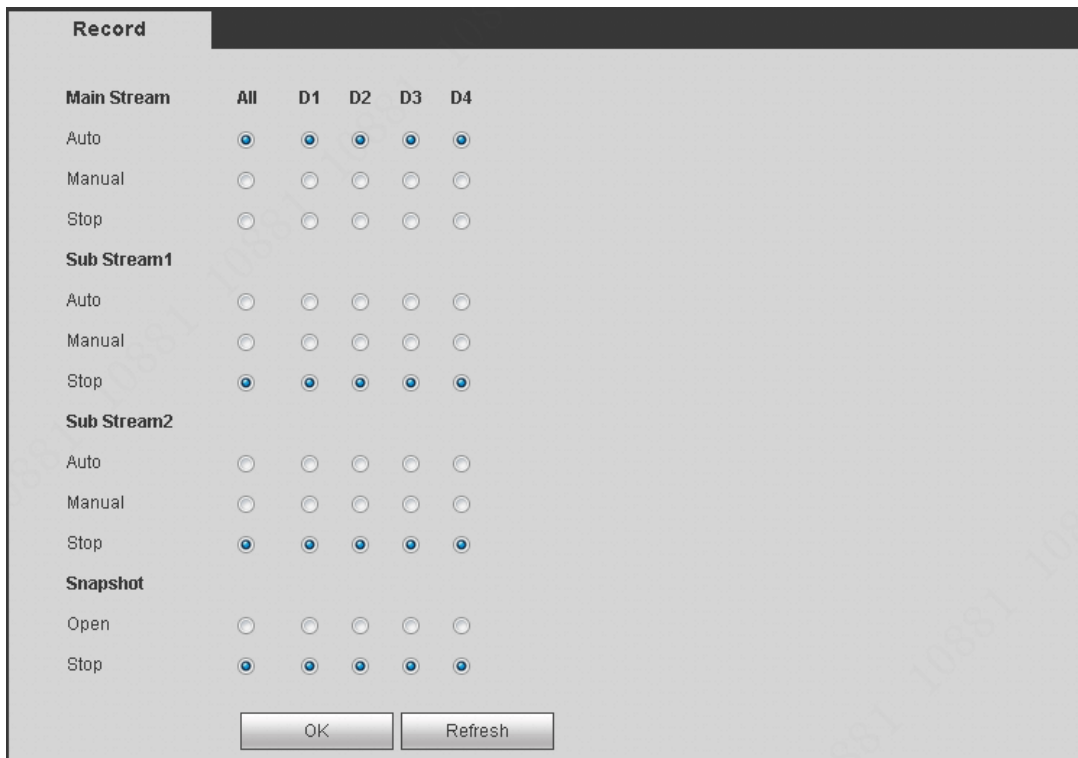 Record
Main Stream All D1 D2 D3 D4
Auto
Manual
Stop
Sub Stream1
Auto
Manual
Stop
Sub Stream2
Auto
Manual
Stop
Snapshot
Open
Stop
OK Refresh